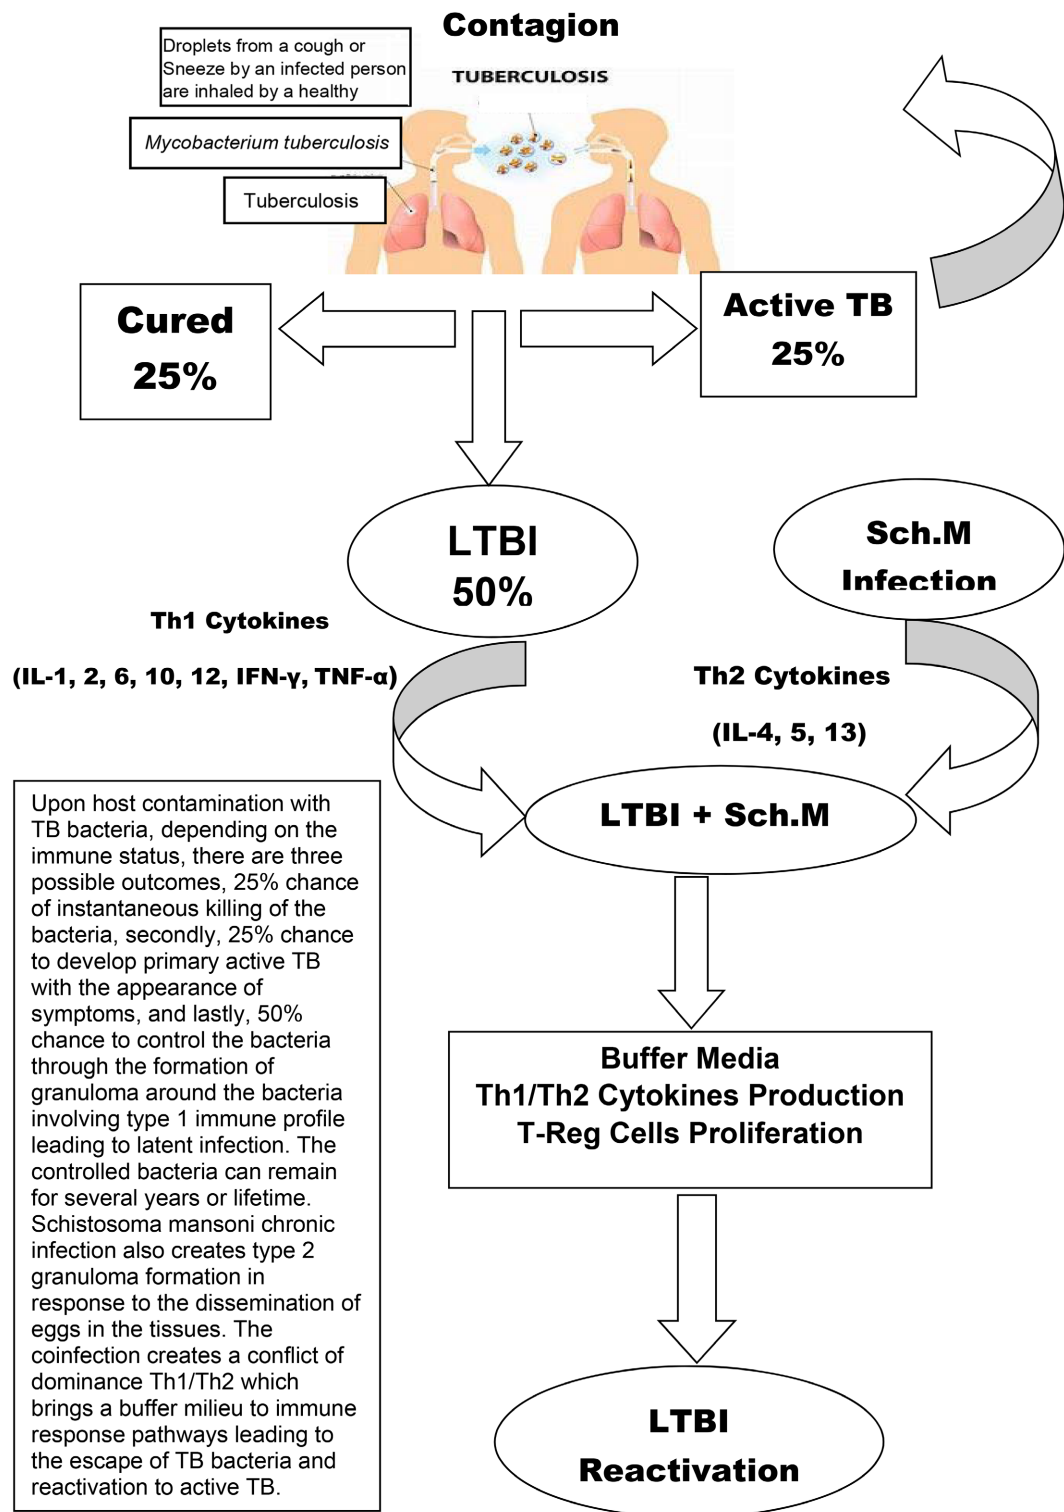 Contagion
Droplets from a cough or
Sneeze by an infected person
are inhaled by a healthy
TUBERCULOSIS
Mycobacterium tuberculosis
Tuberculosis
Cured
25%
Active TB
25%
LTBI
50%
Sch.M
Infection
Th1 Cytokines
(IL-1, 2, 6, 10, 12, IFN-γ, TNF-α)
Th2 Cytokines
(IL-4, 5, 13)
LTBI + Sch.M
Upon host contamination with
TB bacteria, depending on the
immune status, there are three
possible outcomes, 25% chance
of instantaneous killing of the
bacteria, secondly, 25% chance
to develop primary active TB
with the appearance of
symptoms, and lastly, 50%
chance to control the bacteria
through the formation of
granuloma around the bacteria
involving type 1 immune profile
leading to latent infection. The
controlled bacteria can remain
for several years or lifetime.
Schistosoma mansoni chronic
infection also creates type 2
granuloma formation in
response to the dissemination of
eggs in the tissues. The
coinfection creates a conflict of
dominance Th1/Th2 which
brings a buffer milieu to immune
response pathways leading to
the escape of TB bacteria and
reactivation to active TB.
Buffer Media
Th1/Th2 Cytokines Production
T-Reg Cells Proliferation
LTBI
Reactivation